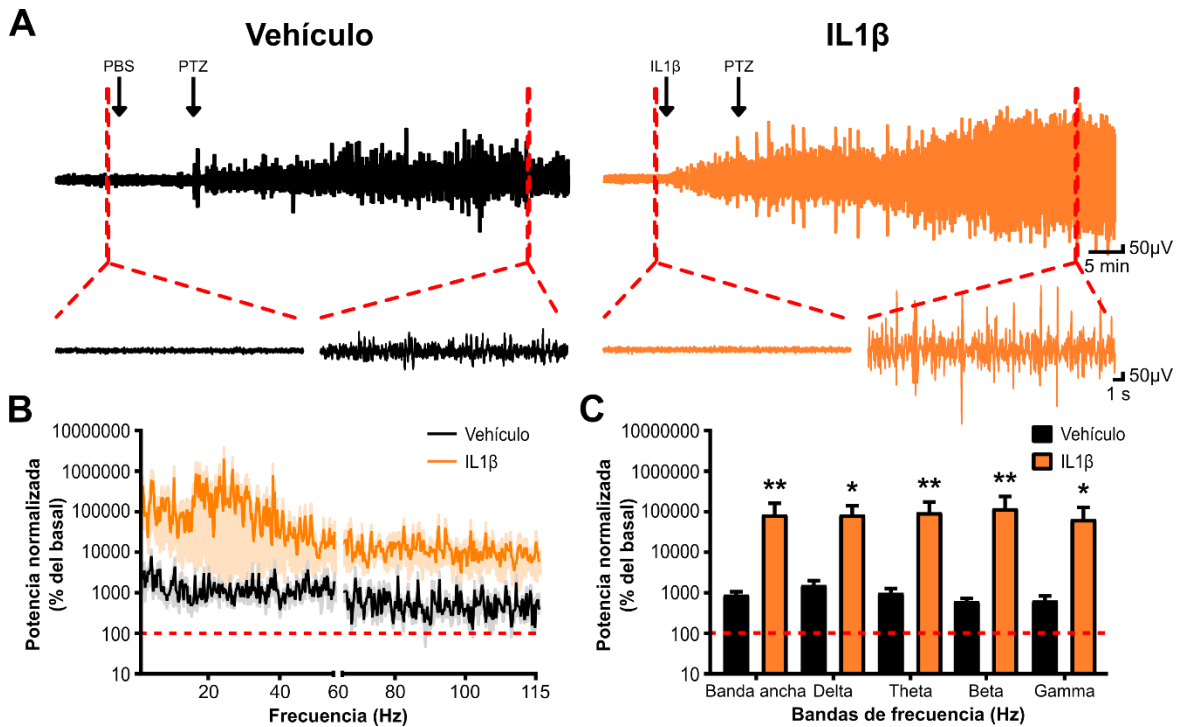 A
Vehículo
IL1β
PBS
PTZ
IL1β
PTZ
50µV
5 min
50µV
1 s
B
Potencia normalizada
(% del basal)
10000000
1000000
100000
10000
1000
100
10
Vehículo
IL1β
20
40
60
80
100
115
Frecuencia (Hz)
C
Potencia normalizada
(% del basal)
10000000
1000000
100000
10000
1000
100
10
Vehículo
IL1β
**
*
**
**
*
Banda ancha
Delta
Theta
Beta
Gamma
Bandas de frecuencia (Hz)